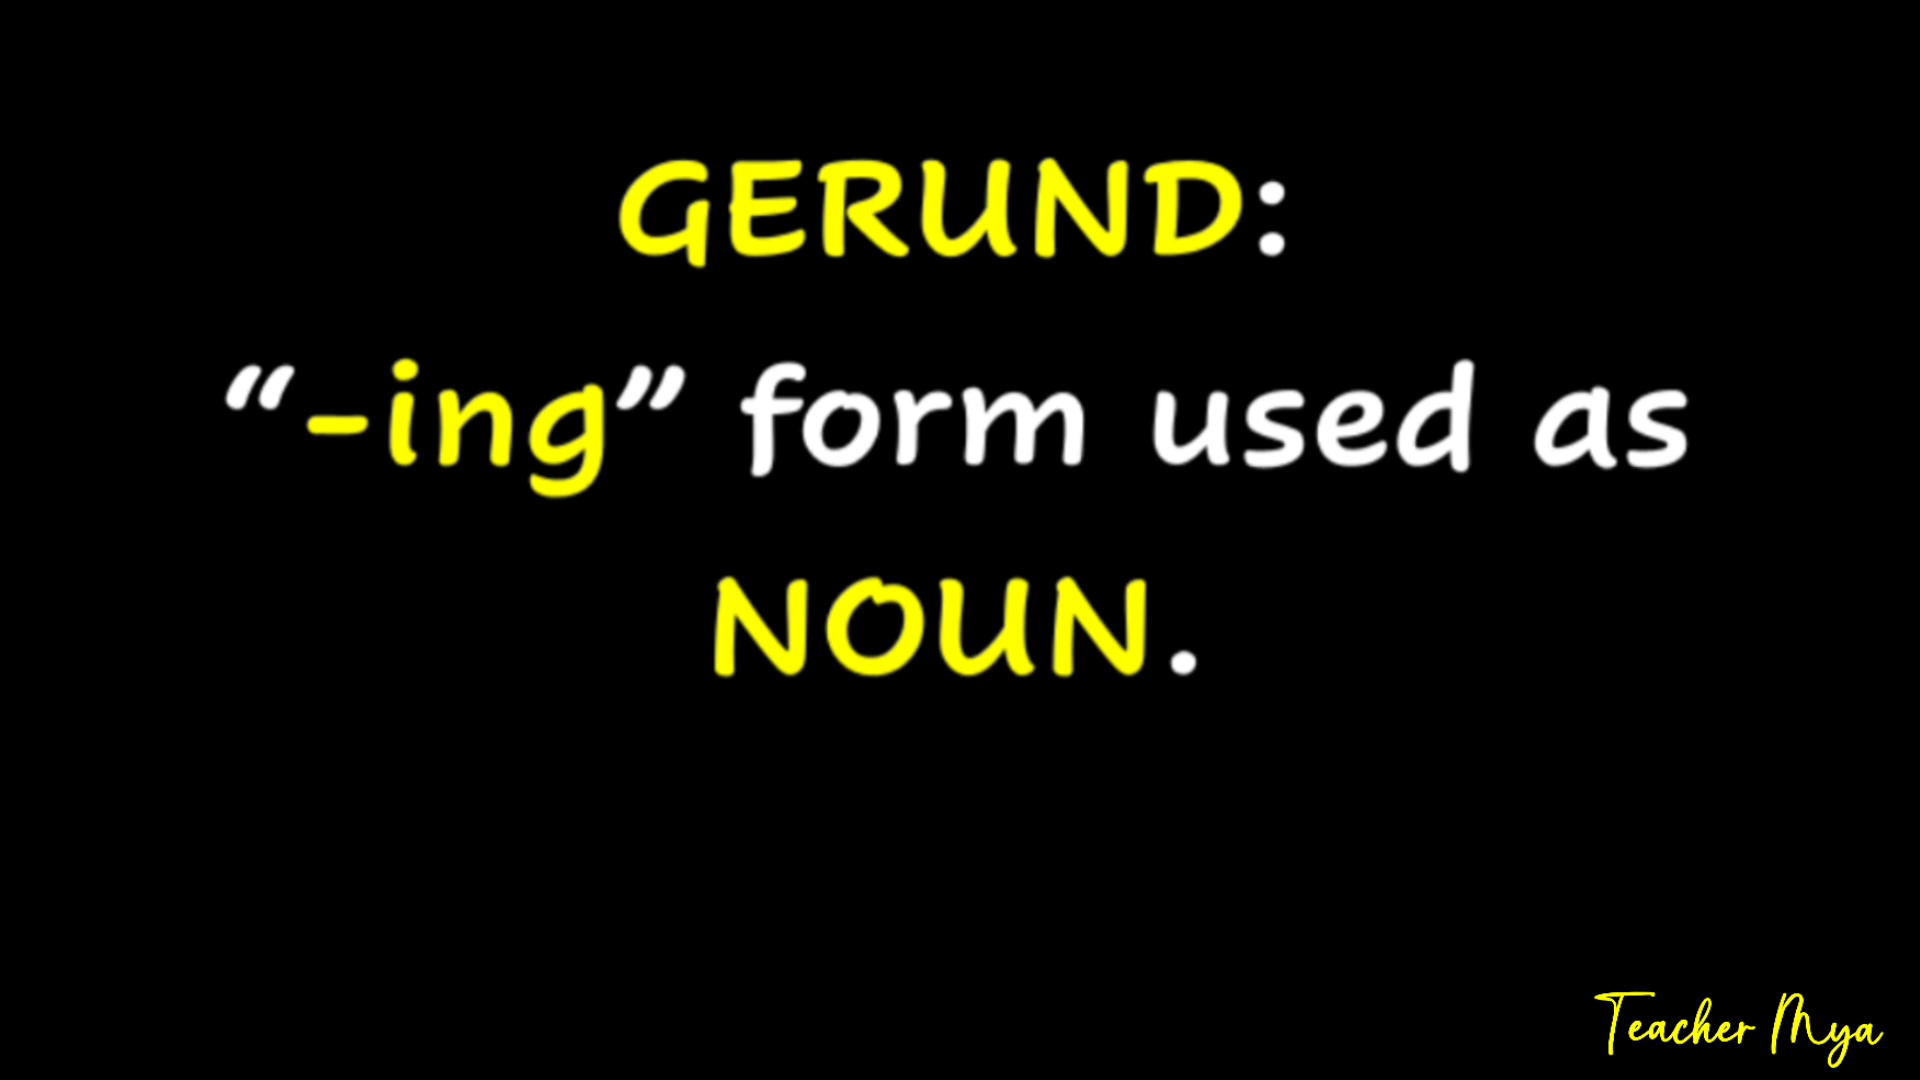 GERUND:
“-ing” form used as
NOUN.
Teacher Mya